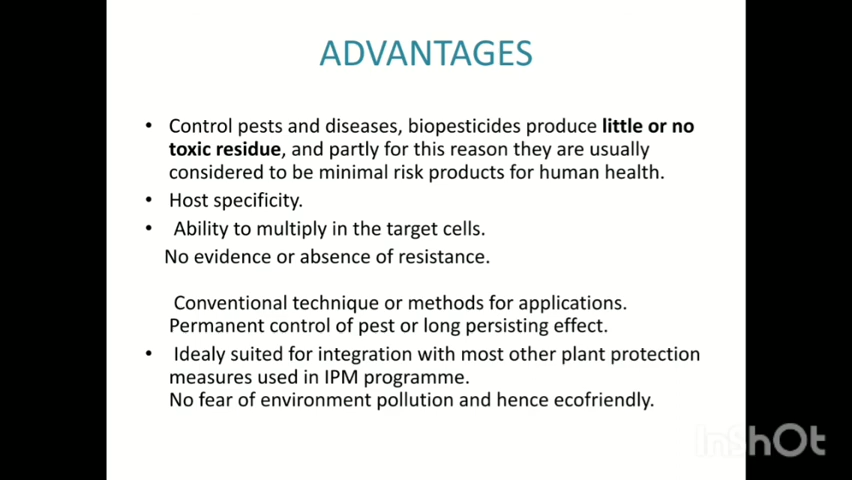 ADVANTAGES
• Control pests and diseases, biopesticides produce little or no
toxic residue, and partly for this reason they are usually
considered to be minimal risk products for human health.
• Host specificity.
• Ability to multiply in the target cells.
No evidence or absence of resistance.
Conventional technique or methods for applications.
Permanent control of pest or long persisting effect.
• Idealy suited for integration with most other plant protection
measures used in IPM programme.
No fear of environment pollution and hence ecofriendly.
InShOt